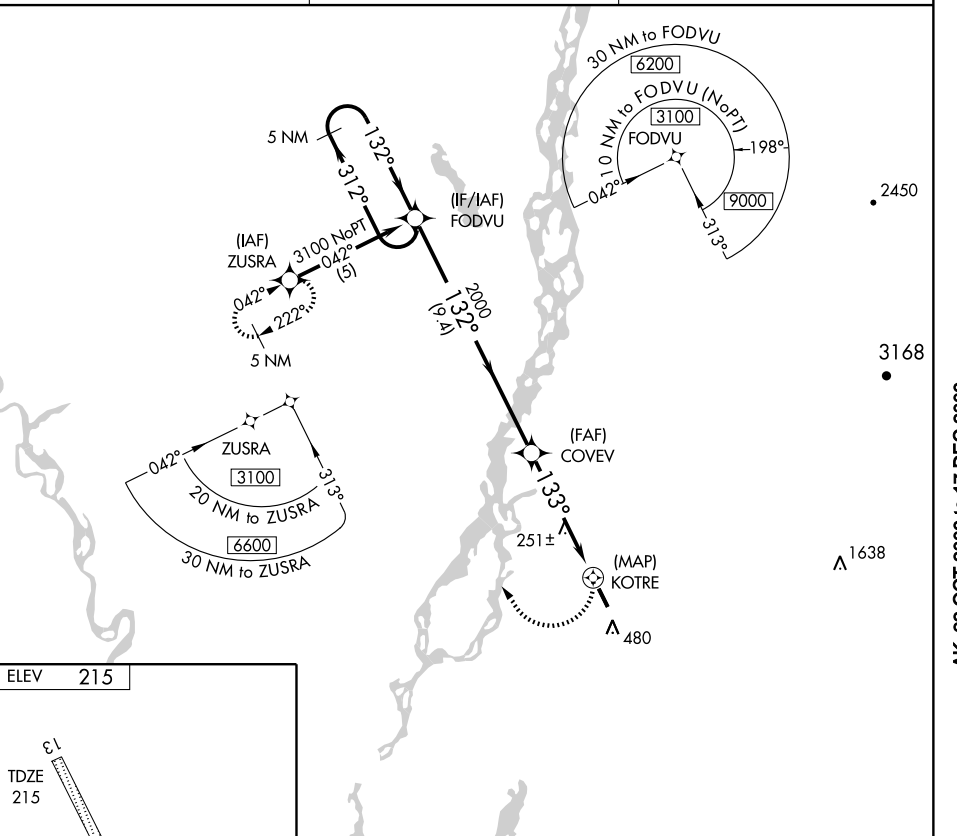 30 NM to FODVU
6200
10 NM to FODVU (NoPT)
3100
FODVU
198°
042°
9000
313°
5 NM
132°
312°
(IF/IAF)
FODVU
2450
(IAF)
ZUSRA
3100 NoPT
042°
(5)
042°
222°
5 NM
2000
132°
(9.4)
3168
042°
ZUSRA
3100
313°
20 NM to ZUSRA
6600
30 NM to ZUSRA
(FAF)
COVEV
133°
251±
(MAP)
KOTRE
1638
480
ELEV 215
13
TDZE
215